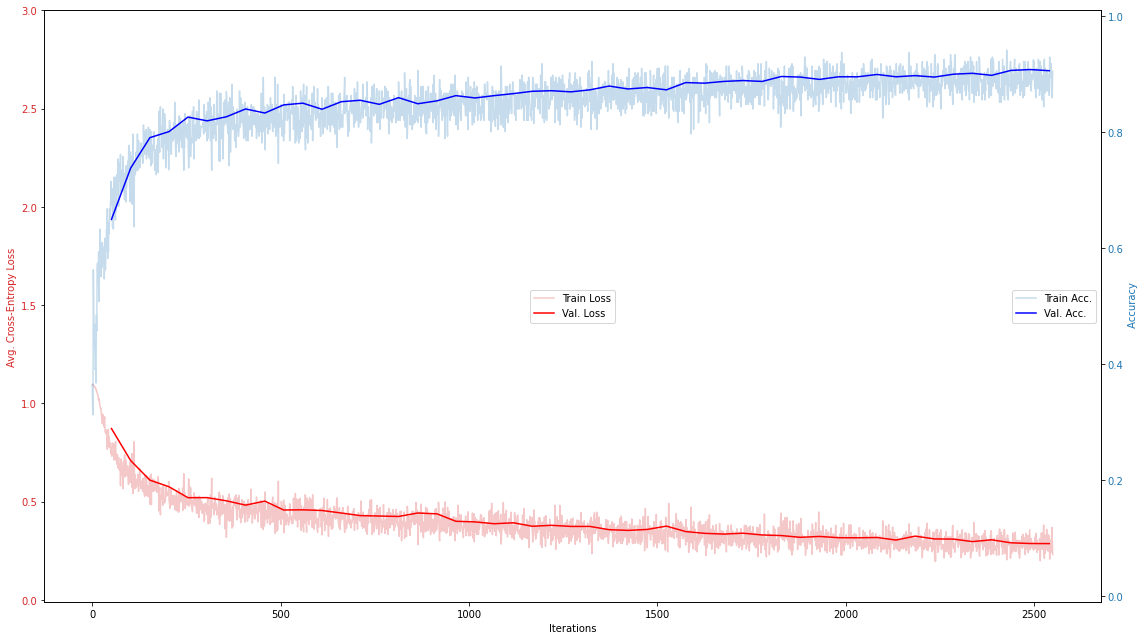 3.0
2.5
2.0
1.5
1.0
0.5
0.0
Avg. Cross-Entropy Loss
0
500
1000
1500
2000
2500
Iterations
Train Loss
Val. Loss
Train Acc.
Val. Acc.
1.0
0.8
0.6
0.4
0.2
0.0
Accuracy